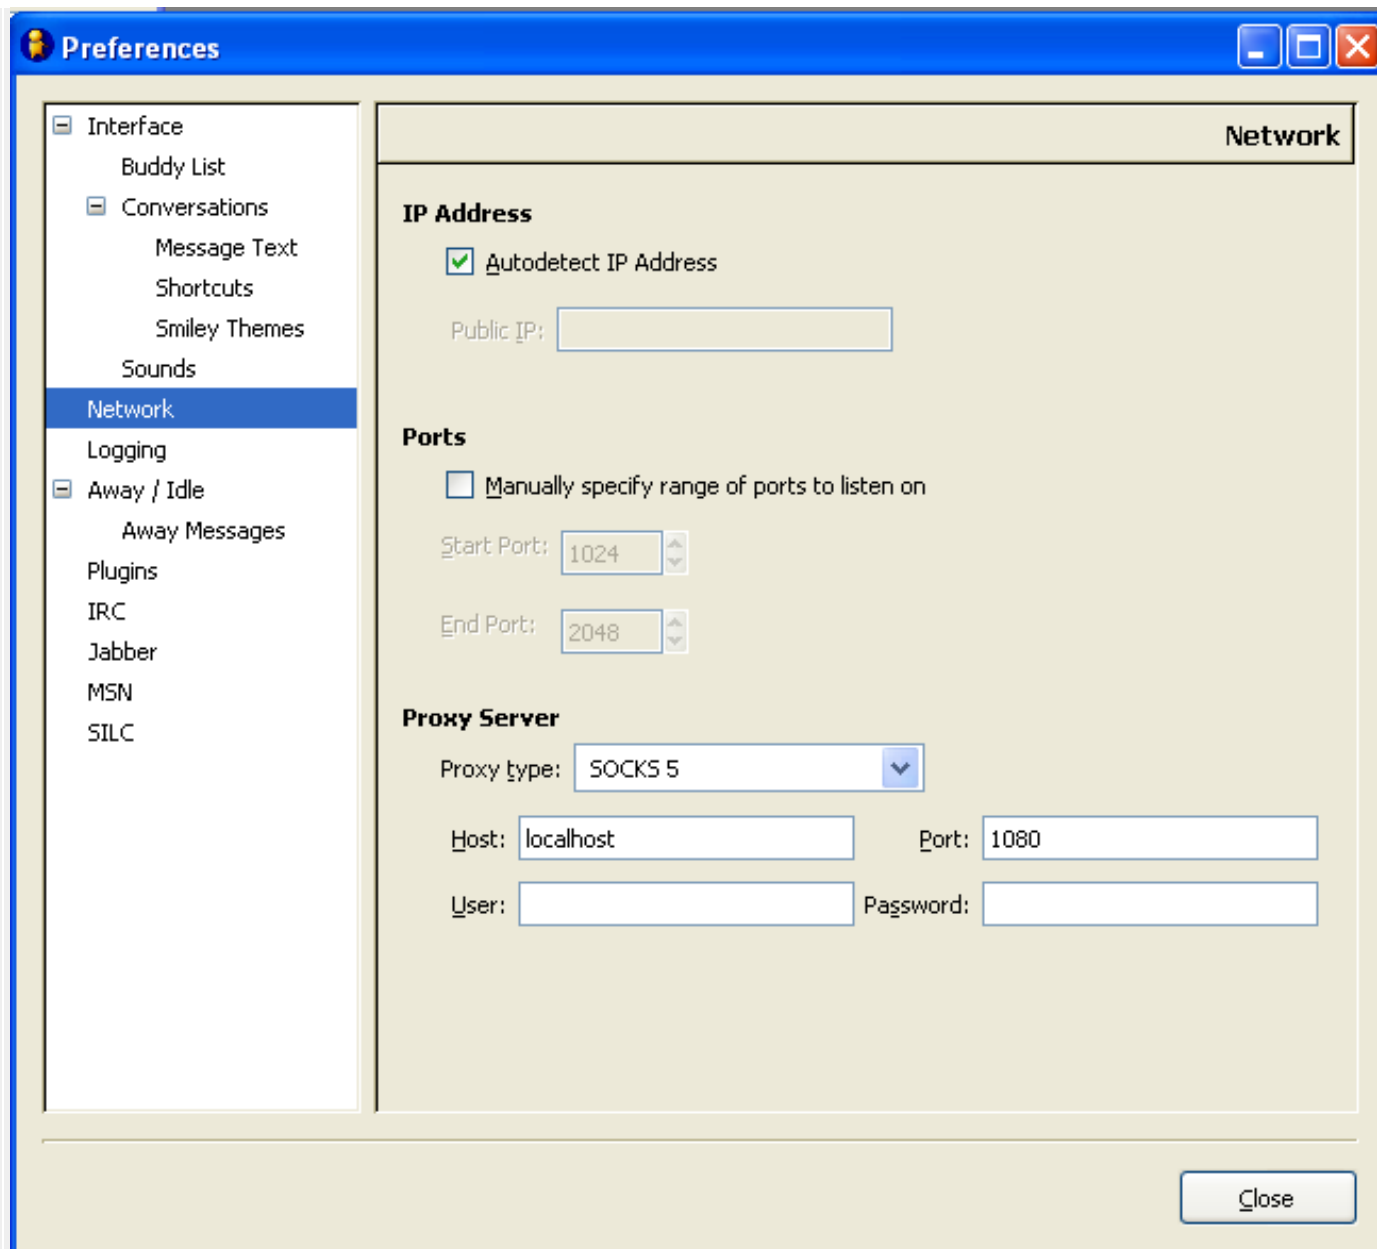 Preferences
Interface
Buddy List
Conversations
Message Text
Shortcuts
Smiley Themes
Sounds
Network
Logging
Away / Idle
Away Messages
Plugins
IRC
Jabber
MSN
SILC
Network
IP Address
Autodetect IP Address
Public IP:
Ports
Manually specify range of ports to listen on
Start Port: 1024
End Port: 2048
Proxy Server
Proxy type: SOCKS 5
Host: localhost Port: 1080
User: Password:
Close